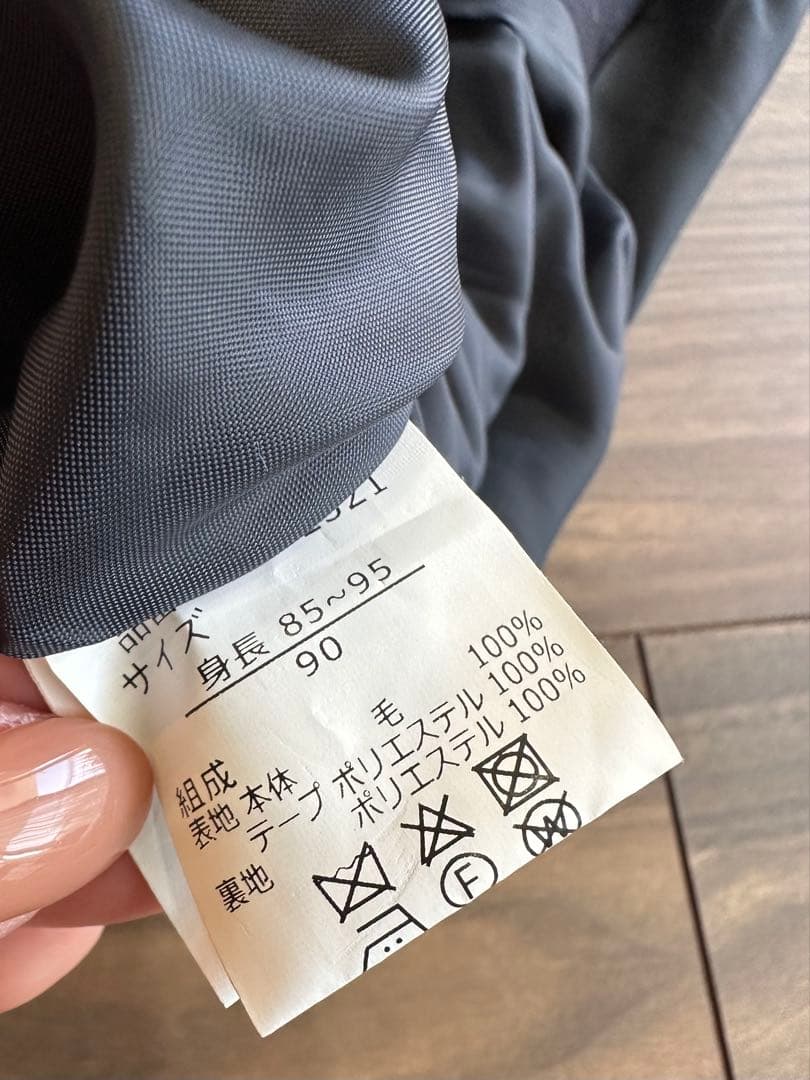 サイズ 身長 85~95
90
組成
表地 本体 毛 100%
テープ ポリエステル 100%
裏地 ポリエステル 100%
F
W